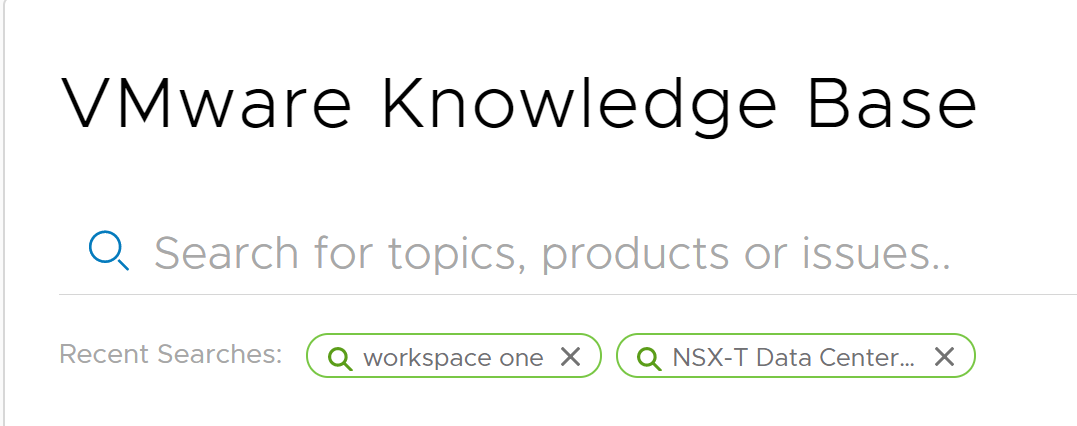 VMware Knowledge Base
Search for topics, products or issues..
Recent Searches: workspace one NSX-T Data Center...